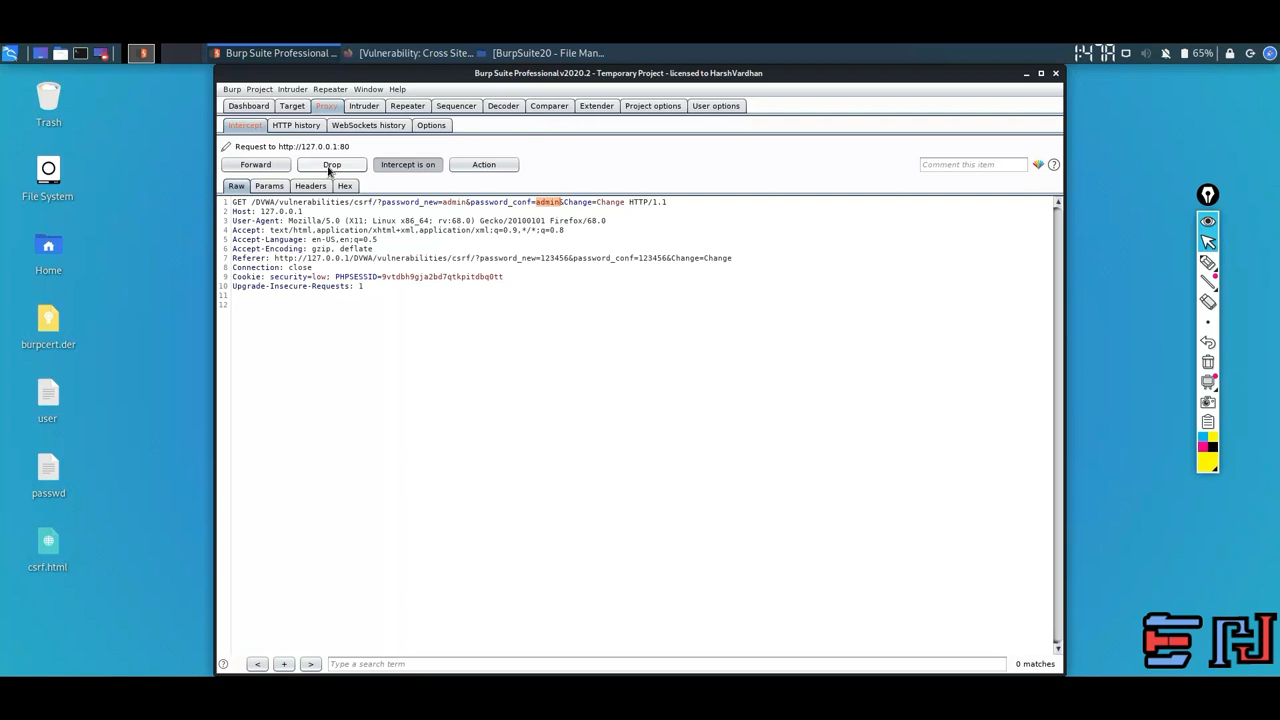 Burp Suite Professional ...
[Vulnerability: Cross Site...
[BurpSuite20 - File Man...
65%
Burp Suite Professional v2020.2 - Temporary Project - licensed to HarshVardhan
Burp Project Intruder Repeater Window Help
Dashboard Target Proxy Intruder Repeater Sequencer Decoder Comparer Extender Project options User options
Intercept HTTP history WebSockets history Options
Request to http://127.0.0.1:80
Forward Drop Intercept is on Action Comment this item
Raw Params Headers Hex
1 GET /DVWA/vulnerabilities/csrf/?password_new=admin&password_conf=admin&Change=Change HTTP/1.1
2 Host: 127.0.0.1
3 User-Agent: Mozilla/5.0 (X11; Linux x86_64; rv:68.0) Gecko/20100101 Firefox/68.0
4 Accept: text/html,application/xhtml+xml,application/xml;q=0.9,*/*;q=0.8
5 Accept-Language: en-US,en;q=0.5
6 Accept-Encoding: gzip, deflate
7 Referer: http://127.0.0.1/DVWA/vulnerabilities/csrf/?password_new=123456&password_conf=123456&Change=Change
8 Connection: close
9 Cookie: security=low; PHPSESSID=9vtdbh9gja2bd7qtkpitdbq0tt
10 Upgrade-Insecure-Requests: 1
11
12
< + > Type a search term 0 matches
Trash
File System
Home
burpcert.der
user
passwd
csrf.html